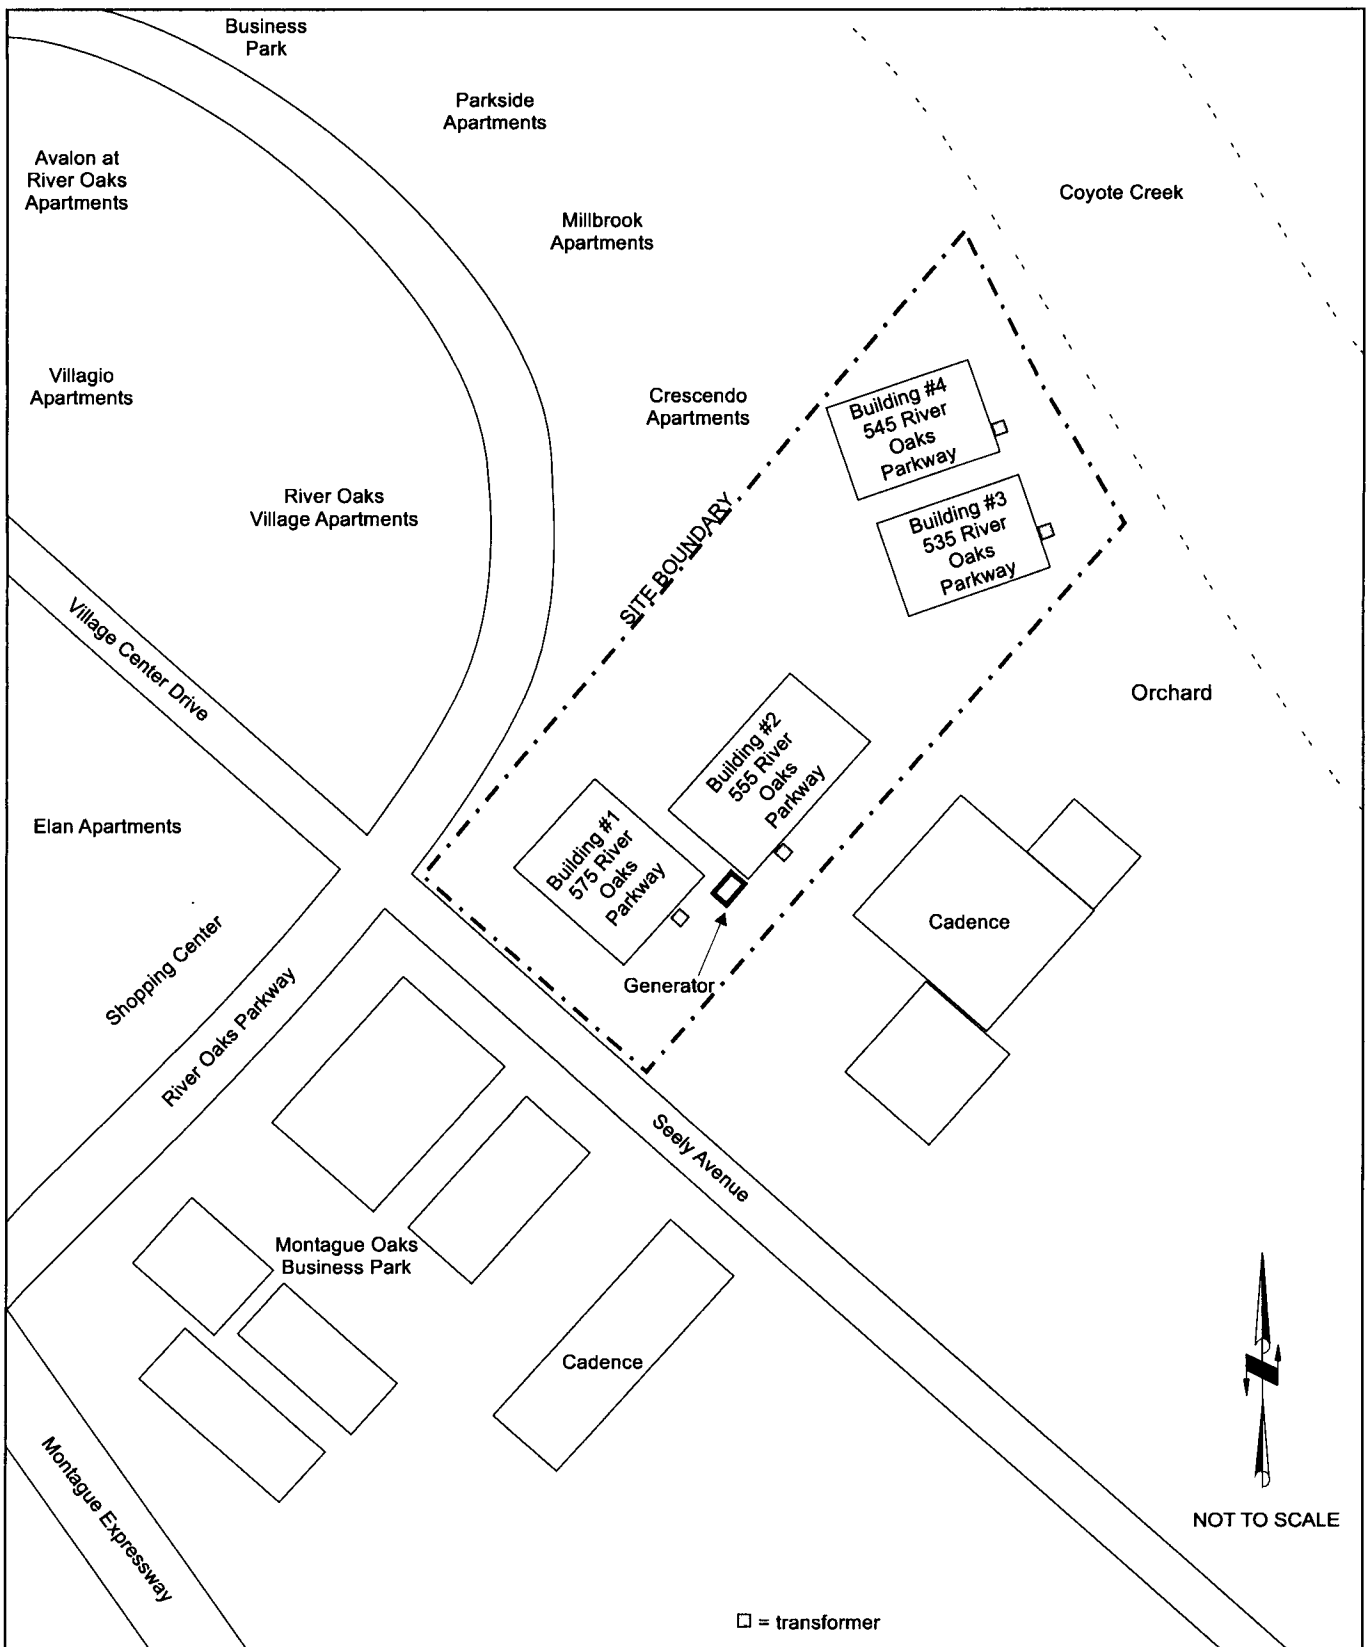 Business
Park
Parkside
Apartments
Avalon at
River Oaks
Apartments
Coyote Creek
Millbrook
Apartments
Villagio
Apartments
Crescendo
Apartments
Building #4
545 River
Oaks
Parkway
River Oaks
Village Apartments
SITE BOUNDARY
Building #3
535 River
Oaks
Parkway
Village Center Drive
Orchard
Building #2
555 River
Oaks
Parkway
Elan Apartments
Building #1
575 River
Oaks
Parkway
Cadence
Shopping Center
Generator
River Oaks Parkway
Seely Avenue
Montague Oaks
Business Park
Cadence
Montague Expressway
NOT TO SCALE
= transformer